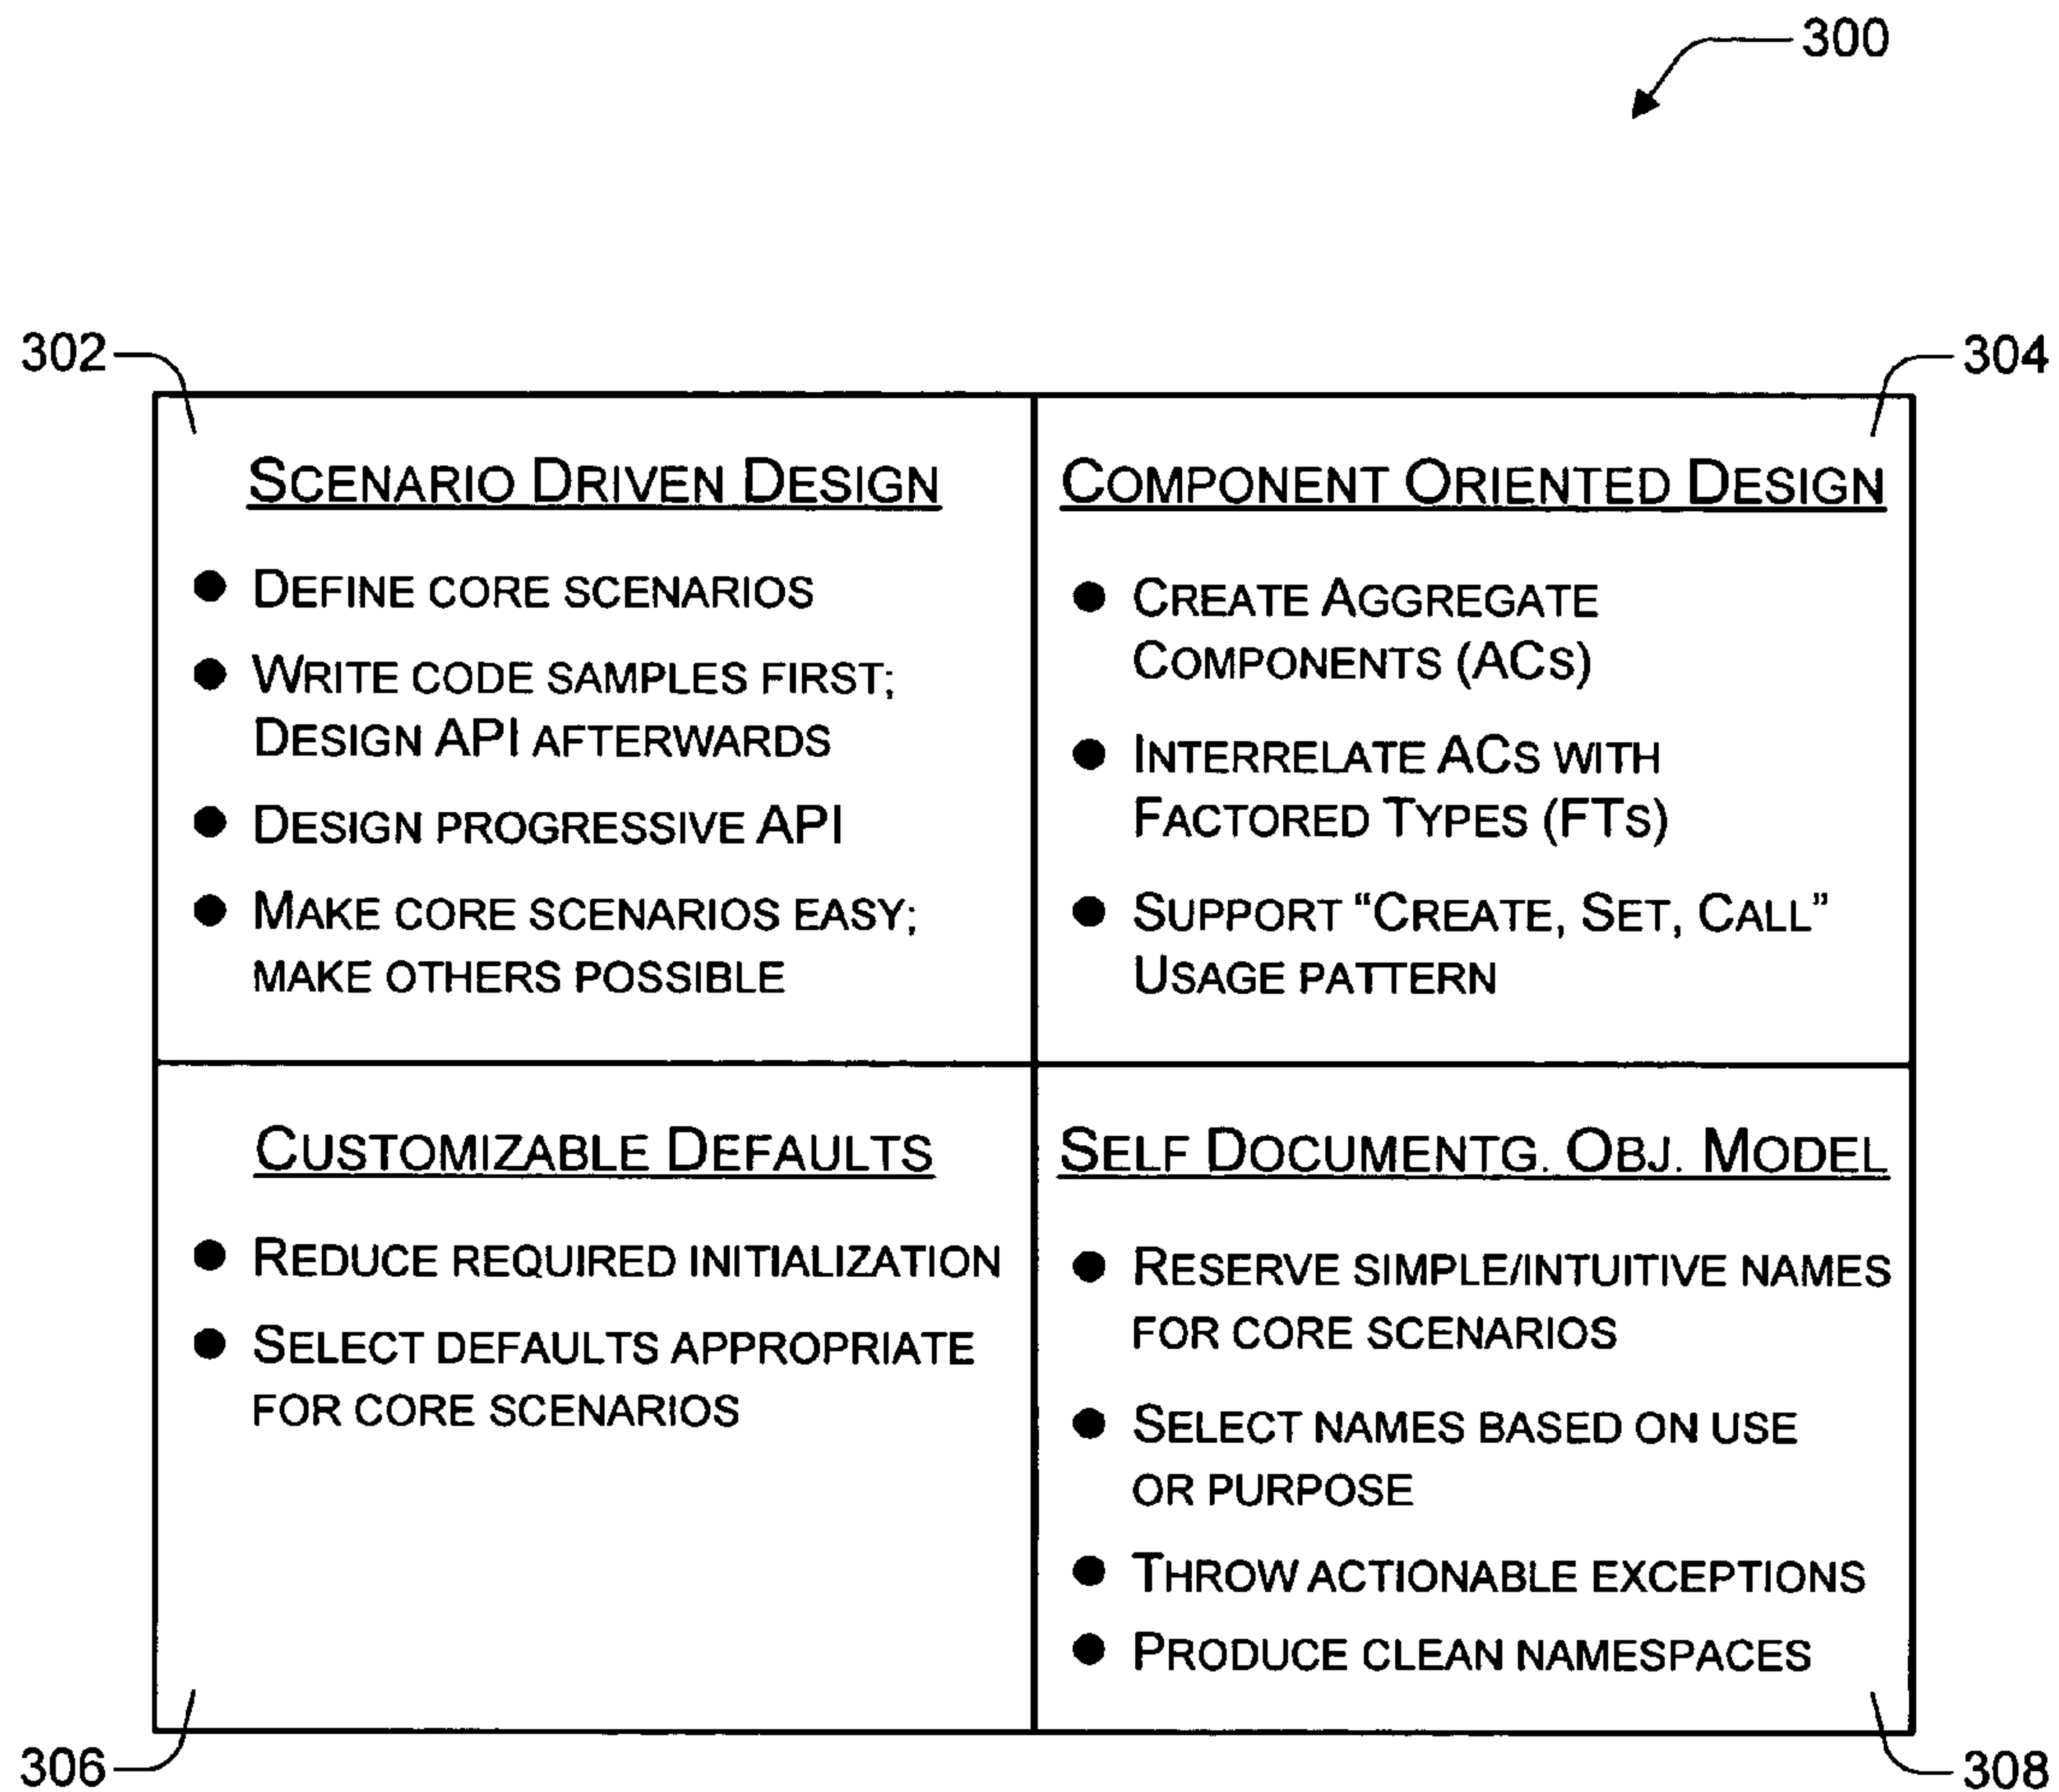 300
302
304
SCENARIO DRIVEN DESIGN
● DEFINE CORE SCENARIOS
● WRITE CODE SAMPLES FIRST;
DESIGN API AFTERWARDS
● DESIGN PROGRESSIVE API
● MAKE CORE SCENARIOS EASY;
MAKE OTHERS POSSIBLE
COMPONENT ORIENTED DESIGN
● CREATE AGGREGATE
COMPONENTS (ACS)
● INTERRELATE ACS WITH
FACTORED TYPES (FTS)
● SUPPORT “CREATE, SET, CALL”
USAGE PATTERN
CUSTOMIZABLE DEFAULTS
● REDUCE REQUIRED INITIALIZATION
● SELECT DEFAULTS APPROPRIATE
FOR CORE SCENARIOS
SELF DOCUMENTG. OBJ. MODEL
● RESERVE SIMPLE/INTUITIVE NAMES
FOR CORE SCENARIOS
● SELECT NAMES BASED ON USE
OR PURPOSE
● THROW ACTIONABLE EXCEPTIONS
● PRODUCE CLEAN NAMESPACES
306
308